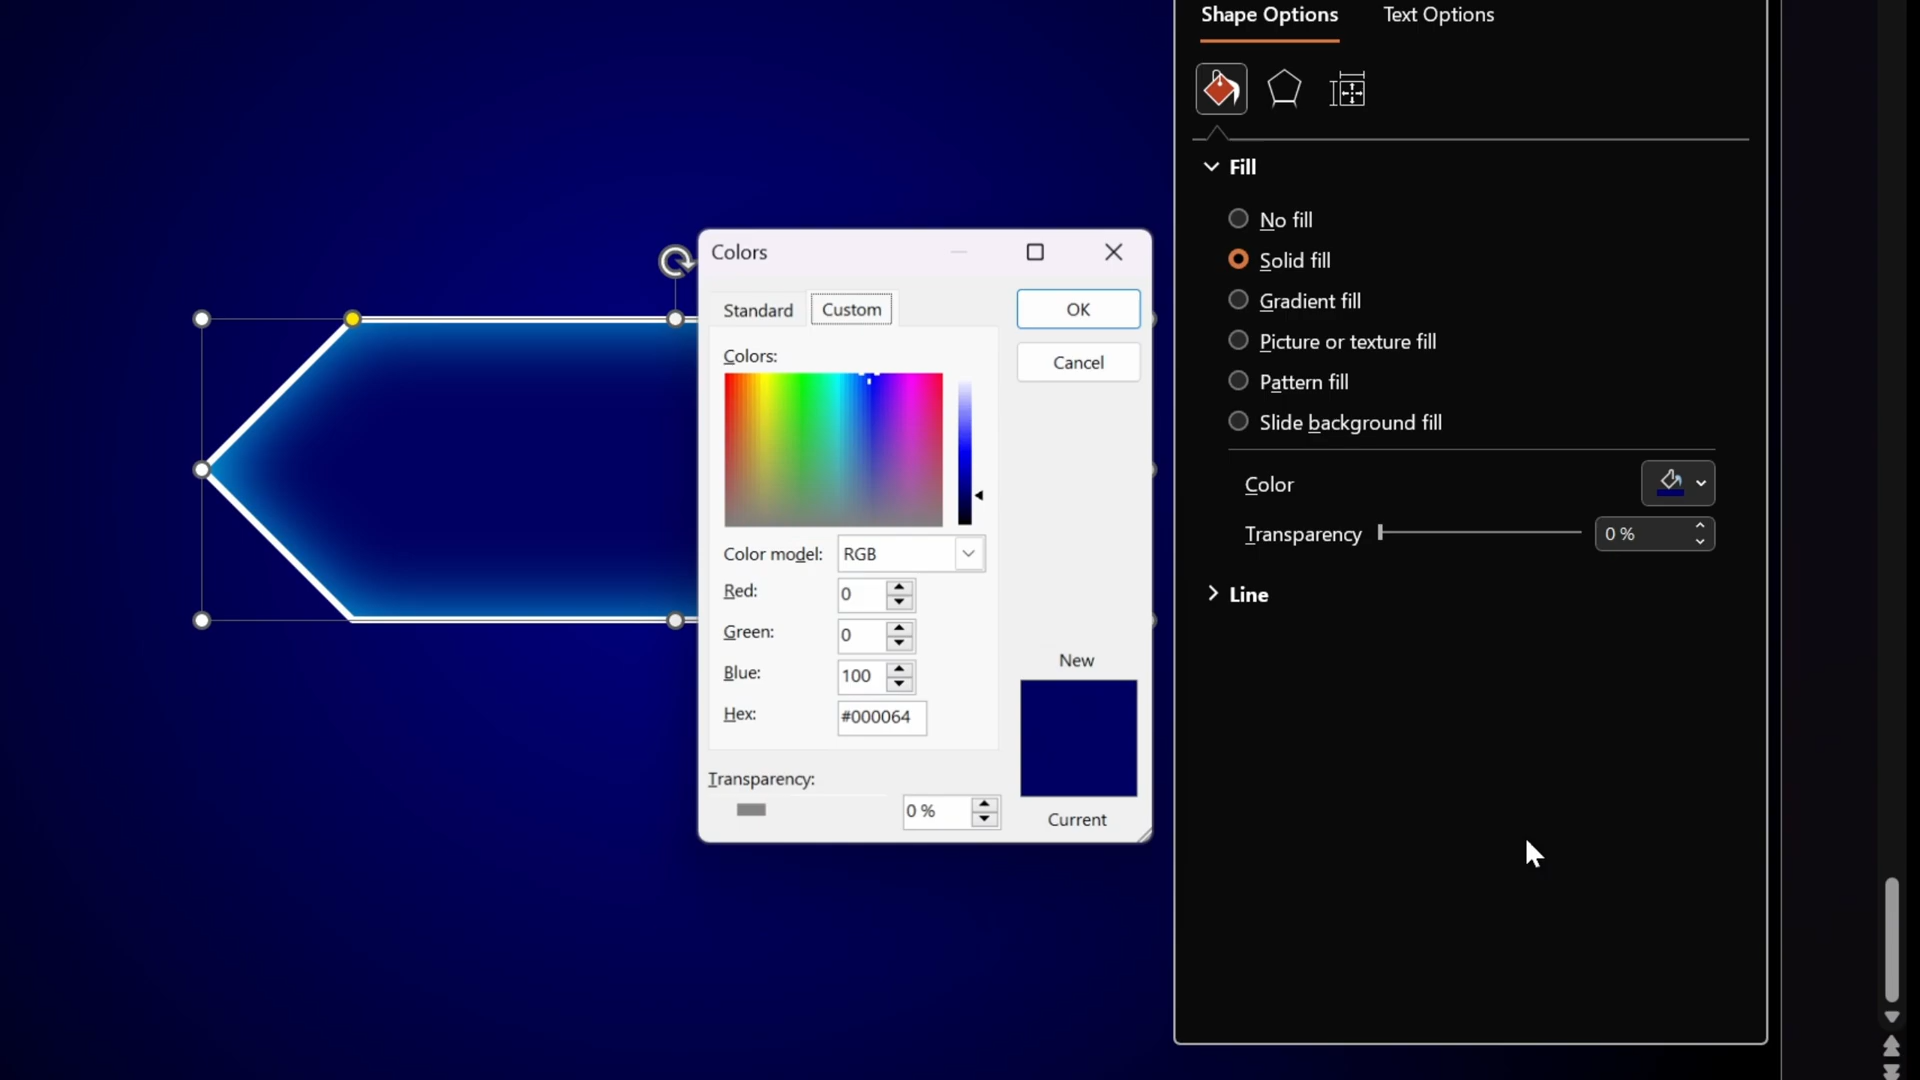 Shape Options Text Options
Fill
No fill
Solid fill
Gradient fill
Picture or texture fill
Pattern fill
Slide background fill
Color
Transparency 0 %
Line
Colors
Standard Custom OK
Cancel
Colors:
Color model: RGB
Red: 0
Green: 0
Blue: 100
Hex: #000064
Transparency:
0 %
New
Current